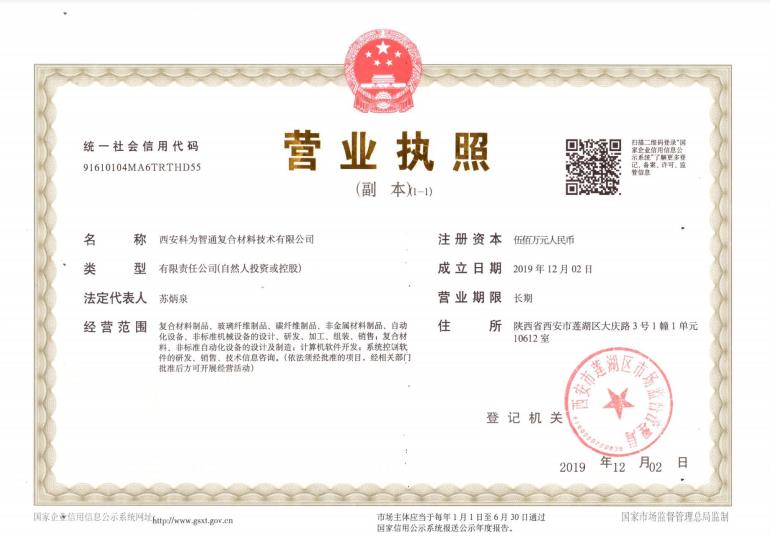 统一社会信用代码
91610104MA6TRTHD55
营业执照
(副 本)(1-1)
扫描二维码登录"国
家企业信用信息公
示系统"了解更多登
记、备案、许可、监
管信息
名 称 西安科为智通复合材料技术有限公司
类 型 有限责任公司(自然人投资或控股)
法定代表人 苏炳泉
经营范围 复合材料制品、玻璃纤维制品、碳纤维制品、非金属材料制品、自动
化设备、非标准机械设备的设计、研发、加工、组装、销售；复合材
料、非标准自动化设备的设计及制造；计算机软件开发；系统控制软
件的研发、销售、技术信息咨询。（依法须经批准的项目，经相关部门
批准后方可开展经营活动）
注册资本 伍佰万元人民币
成立日期 2019年12月02日
营业期限 长期
住 所 陕西省西安市莲湖区大庆路3号1幢1单元
10612室
西安市莲湖区市场监督管理局
登记机关
2019 年 12 月 02 日
国家企业信用信息公示系统网址:http://www.gsxt.gov.cn
市场主体应当于每年1月1日至6月30日通过
国家信用公示系统报送公示年度报告。
国家市场监督管理总局监制